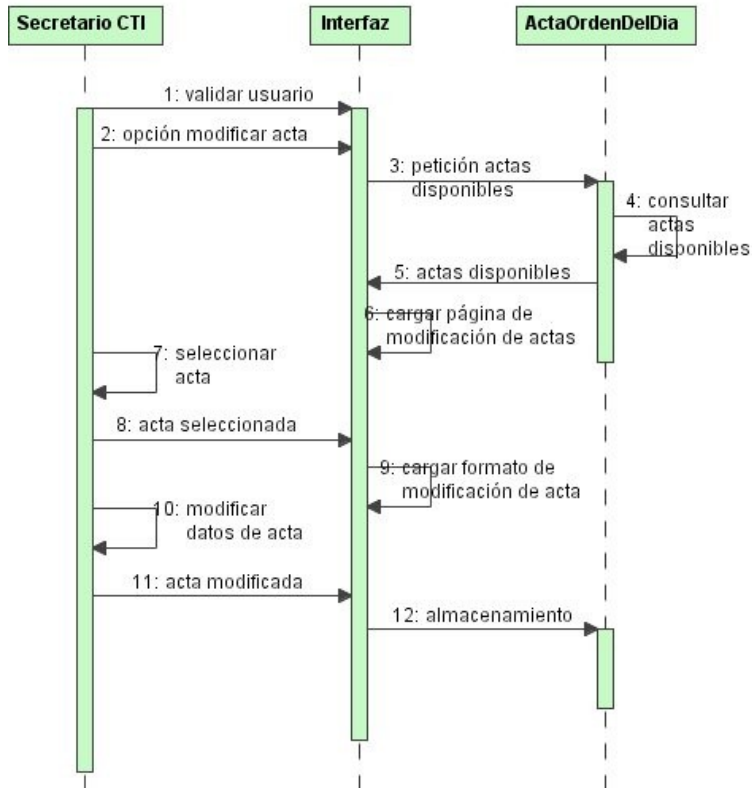 Secretario CTI
Interfaz
ActaOrdenDelDia
1: validar usuario
2: opción modificar acta
3: petición actas
disponibles
4: consultar
actas
disponibles
5: actas disponibles
6: cargar página de
modificación de actas
7: seleccionar
acta
8: acta seleccionada
9: cargar formato de
modificación de acta
10: modificar
datos de acta
11: acta modificada
12: almacenamiento